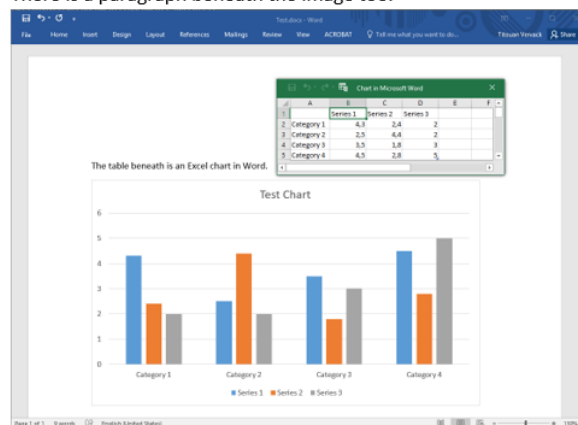 There is a paragraph beneath the image too.
Test.docx - Word
File Home Insert Design Layout References Mailings Review View ACROBAT Tell me what you want to do... Titouan Vervack Share
Chart in Microsoft Word
A B C D E F
1 Series 1 Series 2 Series 3
2 Category 1 4,3 2,4 2
3 Category 2 2,5 4,4 2
4 Category 3 3,5 1,8 3
5 Category 4 4,5 2,8 5
The table beneath is an Excel chart in Word.
Test Chart
6
5
4
3
2
1
0
Category 1 Category 2 Category 3 Category 4
Series 1 Series 2 Series 3
Page 1 of 1 0 words English (United States)